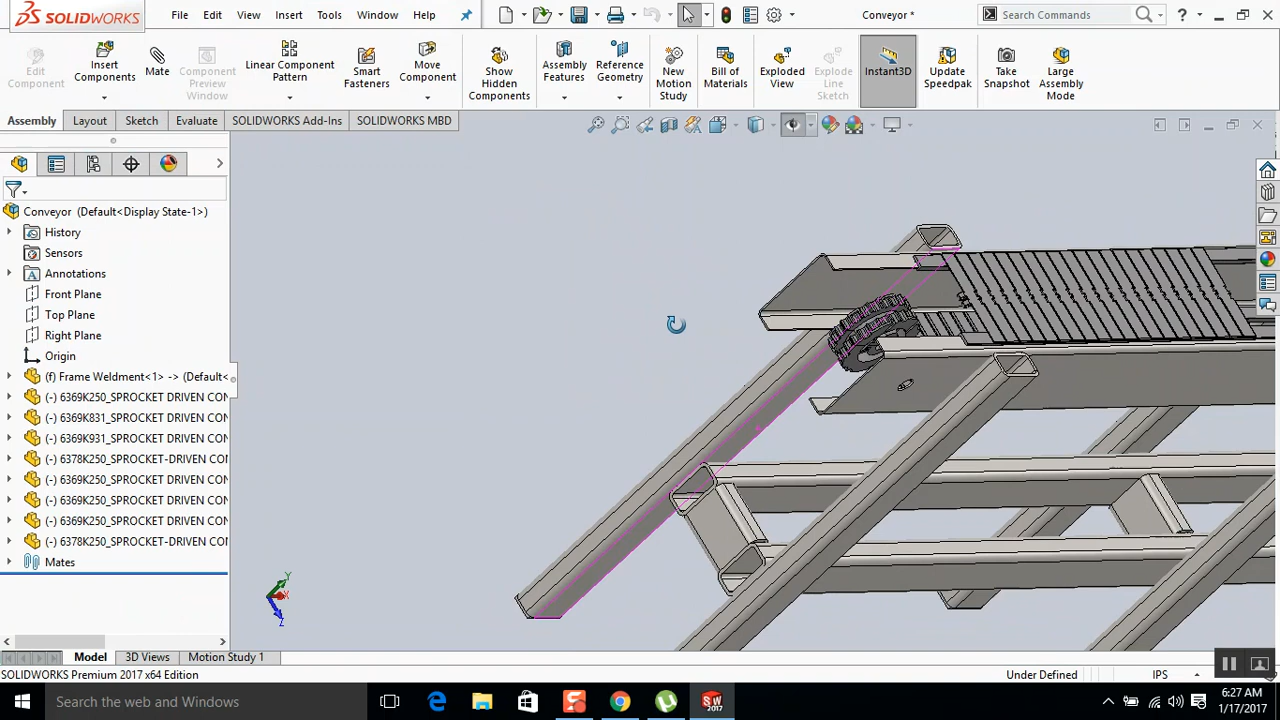 SOLIDWORKS
File
Edit
View
Insert
Tools
Window
Help
Conveyor *
Search Commands
?
Edit
Component
Insert
Components
Mate
Component
Preview
Window
Linear Component
Pattern
Smart
Fasteners
Move
Component
Show
Hidden
Components
Assembly
Features
Reference
Geometry
New
Motion
Study
Bill of
Materials
Exploded
View
Explode
Line
Sketch
Instant3D
Update
Speedpak
Take
Snapshot
Large
Assembly
Mode
Assembly
Layout
Sketch
Evaluate
SOLIDWORKS Add-Ins
SOLIDWORKS MBD
Conveyor (Default<Display State-1>)
History
Sensors
Annotations
Front Plane
Top Plane
Right Plane
Origin
(f) Frame Weldment<1> -> (Default<
(-) 6369K250_SPROCKET DRIVEN CON
(-) 6369K831_SPROCKET DRIVEN CON
(-) 6369K931_SPROCKET DRIVEN CON
(-) 6378K250_SPROCKET-DRIVEN CO
(-) 6369K250_SPROCKET DRIVEN CON
(-) 6369K250_SPROCKET DRIVEN CON
(-) 6369K250_SPROCKET DRIVEN CON
(-) 6378K250_SPROCKET-DRIVEN CO
Mates
Y
X
Z
Model
3D Views
Motion Study 1
SOLIDWORKS Premium 2017 x64 Edition
Under Defined
IPS
Search the web and Windows
SW
2017
6:27 AM
1/17/2017